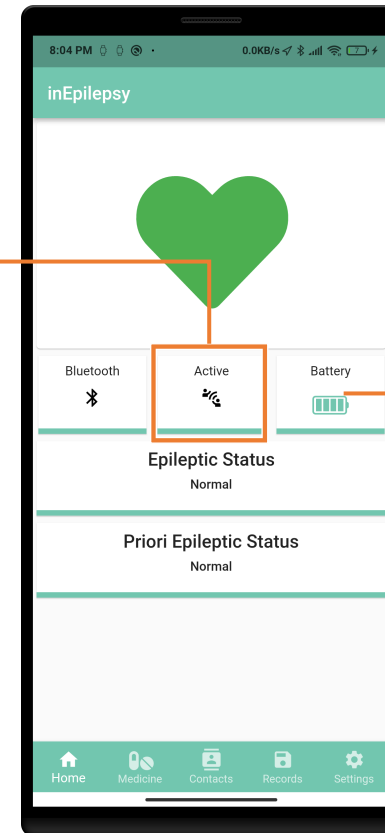 8:04 PM 0.0KB/s 7
inEpilepsy
Bluetooth Active Battery
Epileptic Status
Normal
Priori Epileptic Status
Normal
Home Medicine Contacts Records Settings